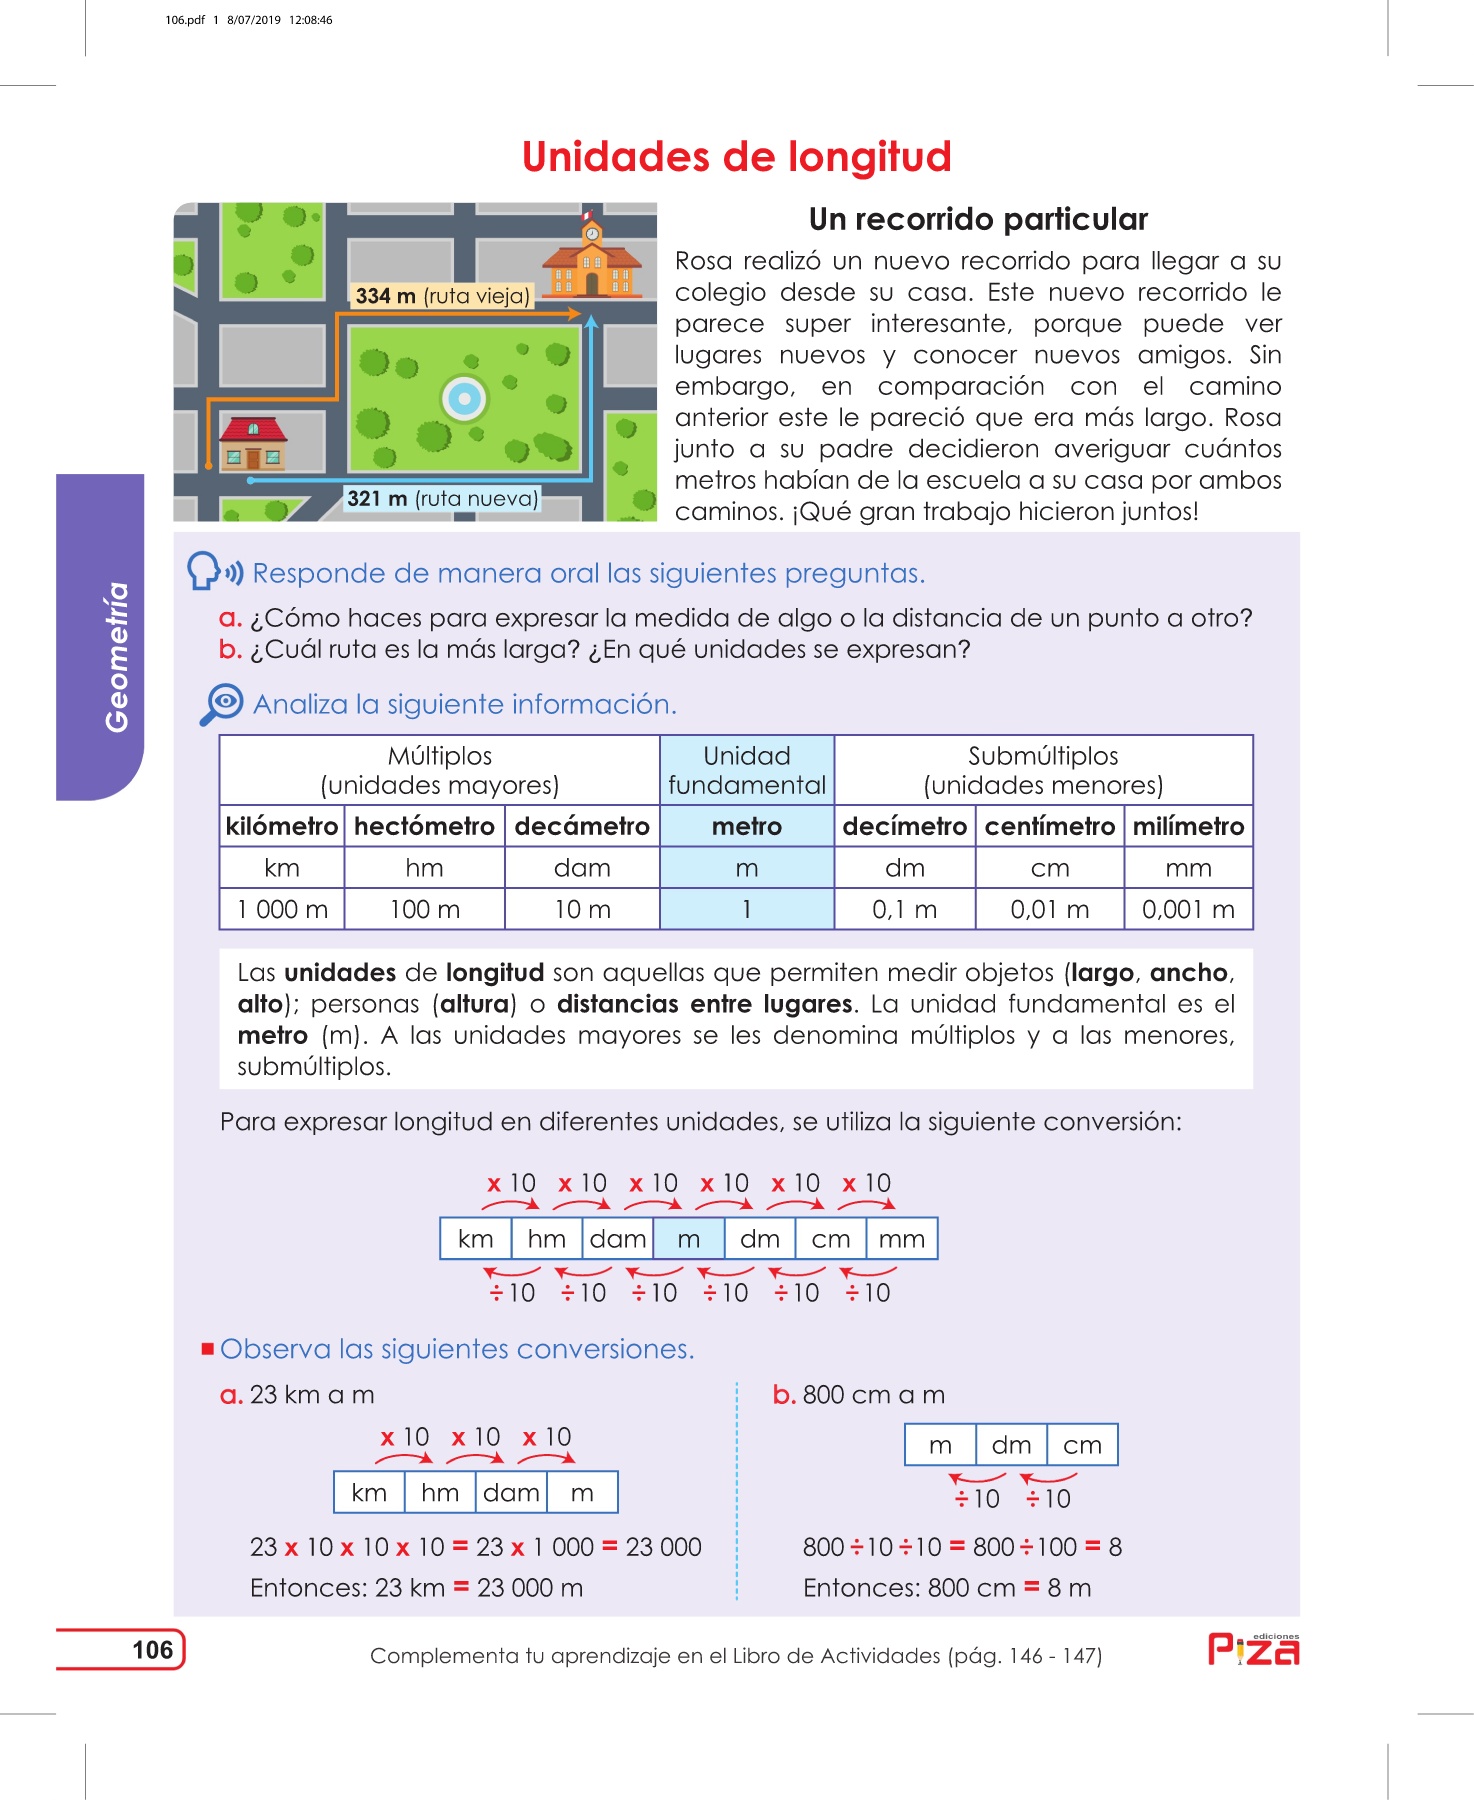 106.pdf 1 8/07/2019 12:08:46
Unidades de longitud
334 m (ruta vieja)
321 m (ruta nueva)
Un recorrido particular
Rosa realizó un nuevo recorrido para llegar a su
colegio desde su casa. Este nuevo recorrido le
parece super interesante, porque puede ver
lugares nuevos y conocer nuevos amigos. Sin
embargo, en comparación con el camino
anterior este le pareció que era más largo. Rosa
junto a su padre decidieron averiguar cuántos
metros habían de la escuela a su casa por ambos
caminos. ¡Qué gran trabajo hicieron juntos!
Geometría
Responde de manera oral las siguientes preguntas.
a. ¿Cómo haces para expresar la medida de algo o la distancia de un punto a otro?
b. ¿Cuál ruta es la más larga? ¿En qué unidades se expresan?
Analiza la siguiente información.
Múltiplos Unidad Submúltiplos
(unidades mayores) fundamental (unidades menores)
kilómetro hectómetro decámetro metro decímetro centímetro milímetro
km hm dam m dm cm mm
1 000 m 100 m 10 m 1 0,1 m 0,01 m 0,001 m
Las unidades de longitud son aquellas que permiten medir objetos (largo, ancho,
alto); personas (altura) o distancias entre lugares. La unidad fundamental es el
metro (m). A las unidades mayores se les denomina múltiplos y a las menores,
submúltiplos.
Para expresar longitud en diferentes unidades, se utiliza la siguiente conversión:
x 10 x 10 x 10 x 10 x 10 x 10
km hm dam m dm cm mm
÷10 ÷10 ÷10 ÷10 ÷10 ÷10
Observa las siguientes conversiones.
a. 23 km a m
x 10 x 10 x 10
km hm dam m
23 x 10 x 10 x 10 = 23 x 1 000 = 23 000
Entonces: 23 km = 23 000 m
b. 800 cm a m
m dm cm
÷10 ÷10
800 ÷10 ÷10 = 800 ÷100 = 8
Entonces: 800 cm = 8 m
106
Complementa tu aprendizaje en el Libro de Actividades (pág. 146 - 147)
ediciones
Piza